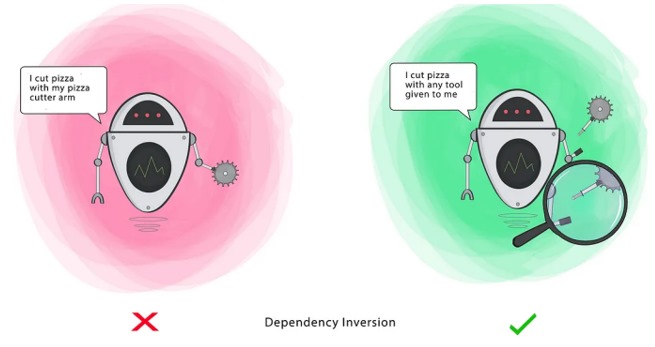 I cut pizza
with my pizza
cutter arm
I cut pizza
with any tool
given to me
Dependency Inversion